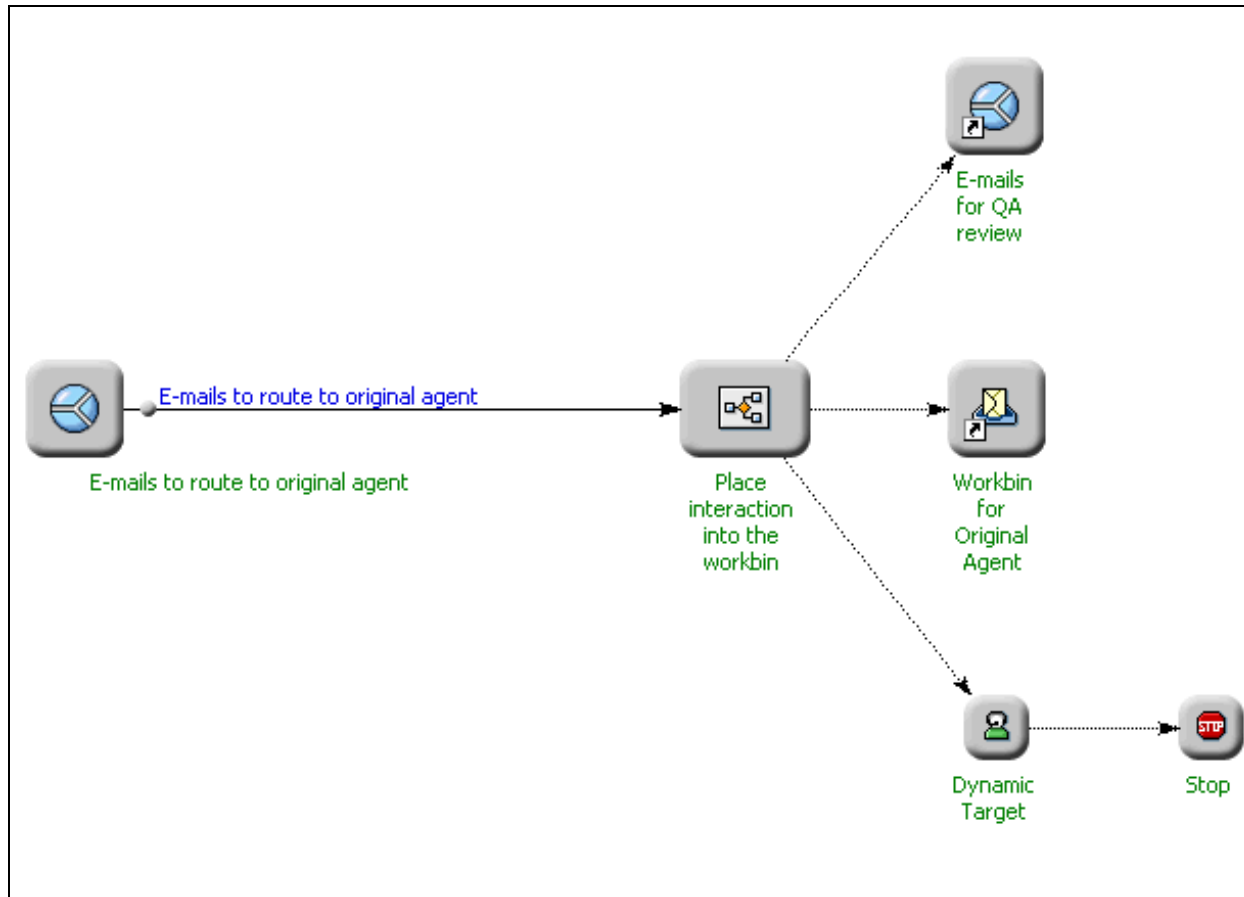 E-mails
for QA
review
E-mails to route to original agent
E-mails to route to original agent
Place
interaction
into the
workbin
Workbin
for
Original
Agent
STOP
Dynamic
Target
Stop